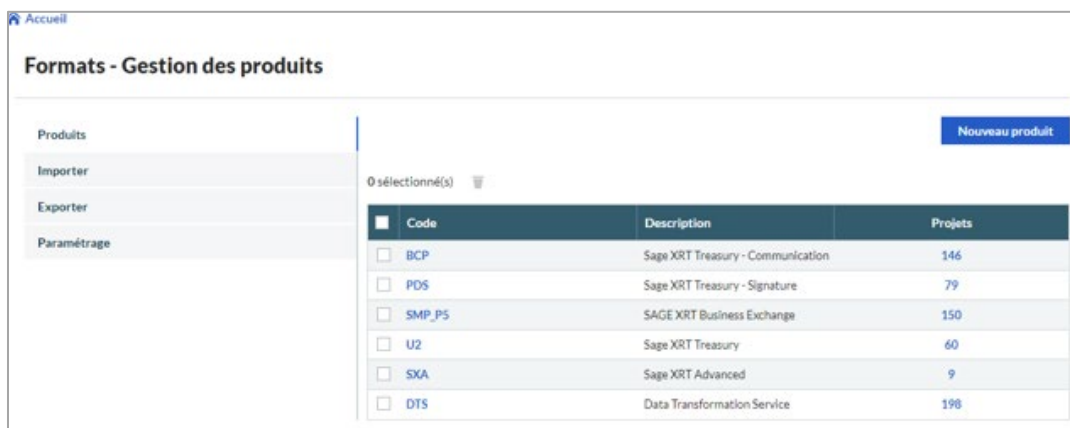 Accueil
Formats - Gestion des produits
Produits
Importer
Exporter
Paramétrage
Nouveau produit
0 sélectionné(s)
Code Description Projets
BCP Sage XRT Treasury - Communication 146
PDS Sage XRT Treasury - Signature 79
SMP_P5 SAGE XRT Business Exchange 150
U2 Sage XRT Treasury 60
SXA Sage XRT Advanced 9
DTS Data Transformation Service 198